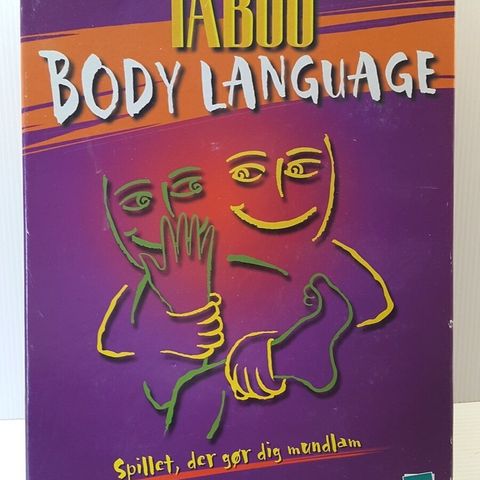 TABOO
BODY LANGUAGE
Spillet, der gør dig mundlam